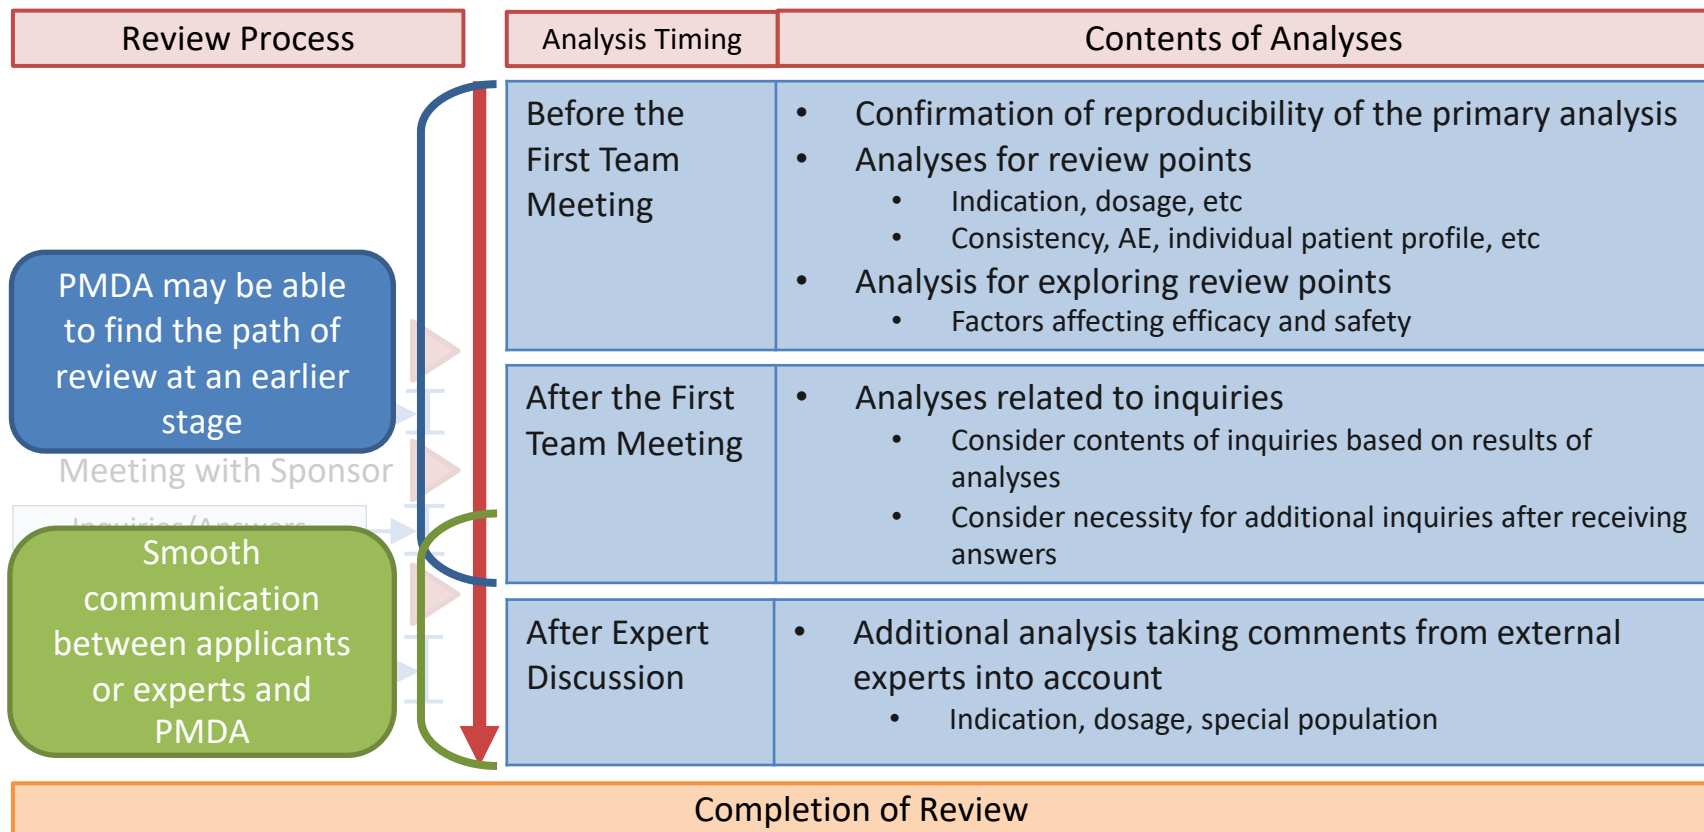 Review Process
Analysis Timing
Contents of Analyses
Before the
First Team
Meeting
• Confirmation of reproducibility of the primary analysis
• Analyses for review points
• Indication, dosage, etc
• Consistency, AE, individual patient profile, etc
• Analysis for exploring review points
• Factors affecting efficacy and safety
PMDA may be able
to find the path of
review at an earlier
stage
After the First
Team Meeting
• Analyses related to inquiries
• Consider contents of inquiries based on results of
analyses
• Consider necessity for additional inquiries after receiving
answers
Meeting with Sponsor
Inquiries/Answers
Smooth
communication
between applicants
or experts and
PMDA
After Expert
Discussion
• Additional analysis taking comments from external
experts into account
• Indication, dosage, special population
Completion of Review